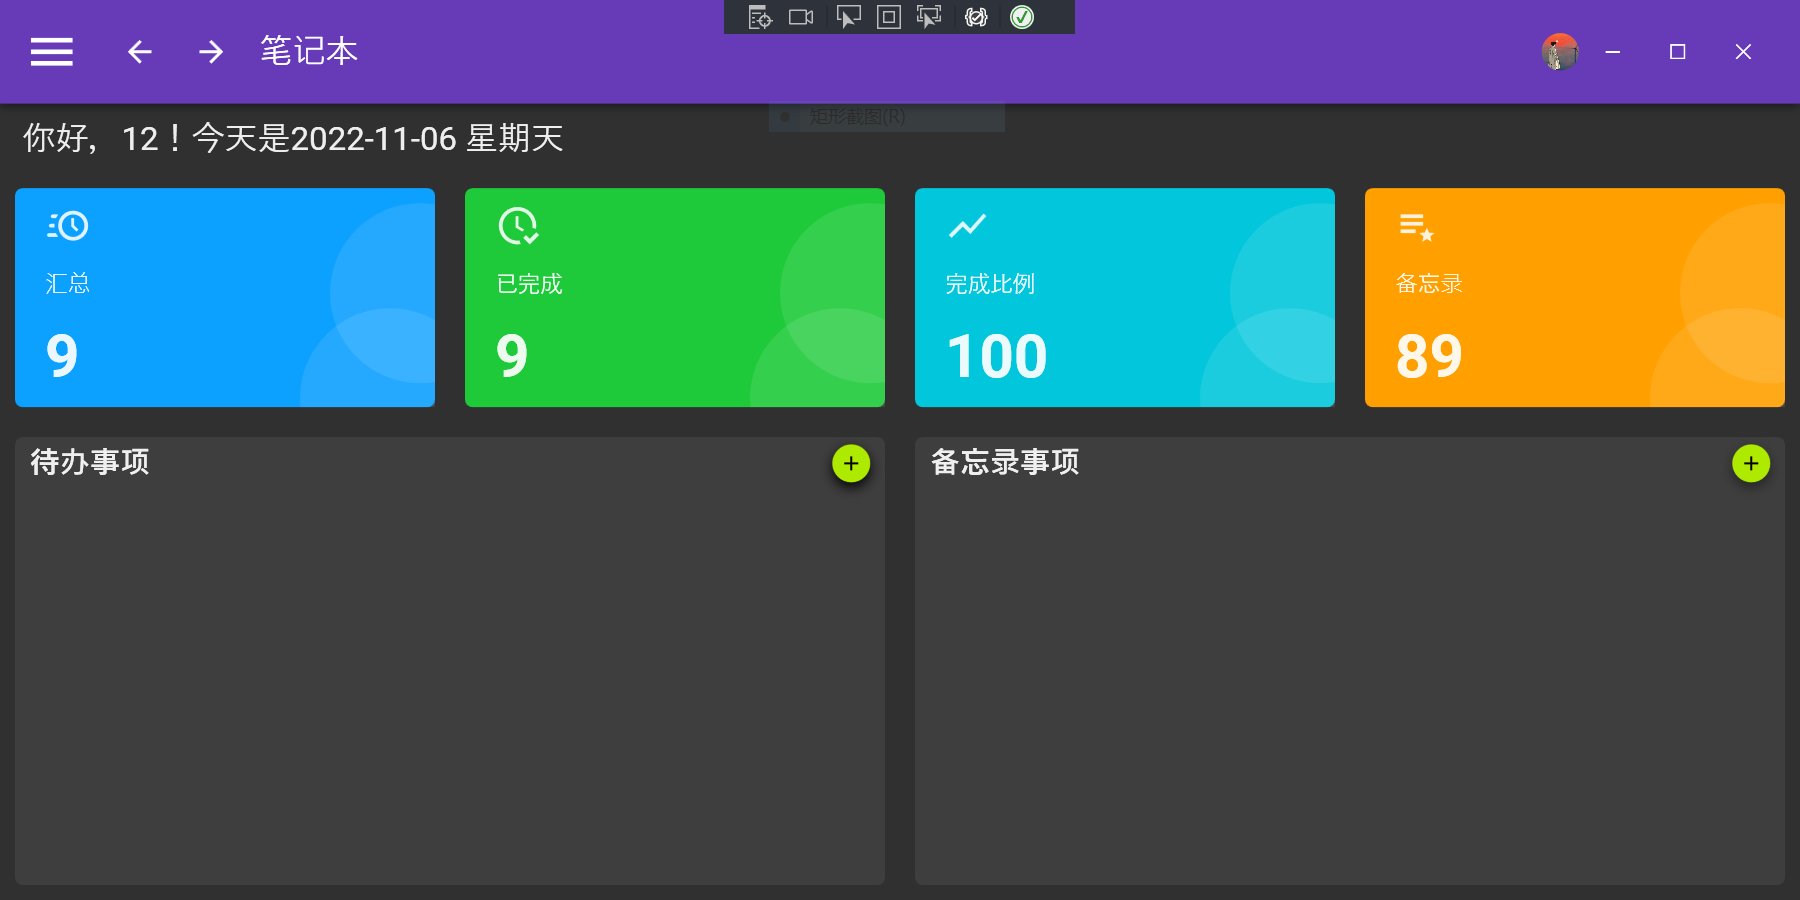 笔记本
矩形截图(R)
你好，12！今天是2022-11-06 星期天
汇总
9
已完成
9
完成比例
100
备忘录
89
待办事项
备忘录事项